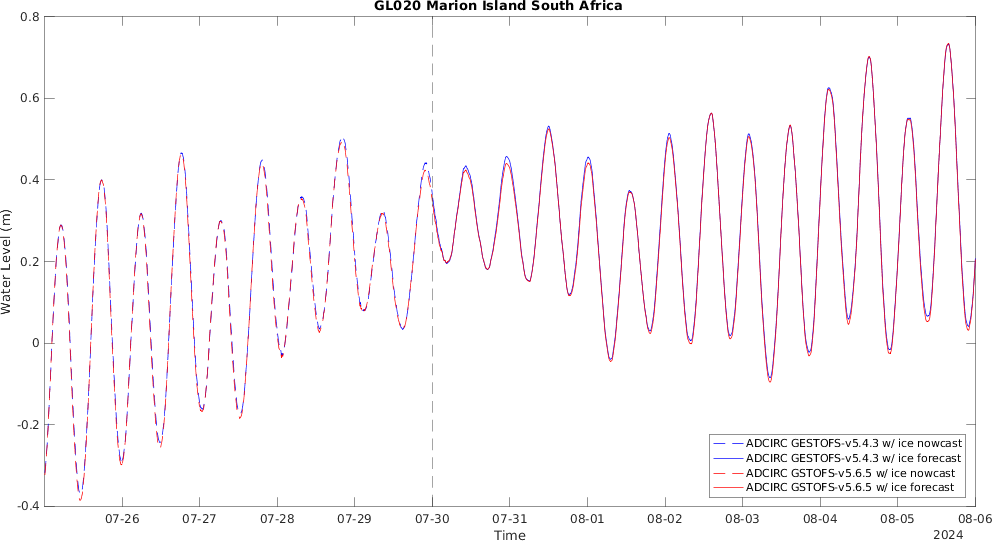 GL020 Marion Island South Africa
0.8
0.6
0.4
0.2
0
-0.2
-0.4
Water Level (m)
ADCIRC GESTOFS-v5.4.3 w/ ice nowcast
ADCIRC GESTOFS-v5.4.3 w/ ice forecast
ADCIRC GSTOFS-v5.6.5 w/ ice nowcast
ADCIRC GSTOFS-v5.6.5 w/ ice forecast
07-26 07-27 07-28 07-29 07-30 07-31 08-01 08-02 08-03 08-04 08-05 08-06
Time
2024